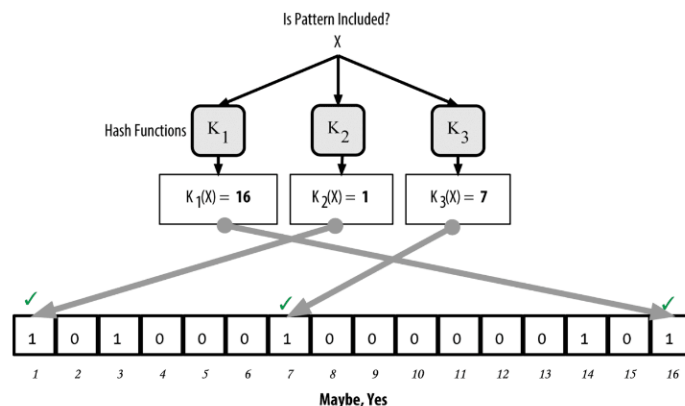 Is Pattern Included?
X
Hash Functions K1 K2 K3
K1(X) = 16 K2(X) = 1 K3(X) = 7
✓ ✓ ✓
1 0 1 0 0 0 1 0 0 0 0 0 0 1 0 1
1 2 3 4 5 6 7 8 9 10 11 12 13 14 15 16
Maybe, Yes